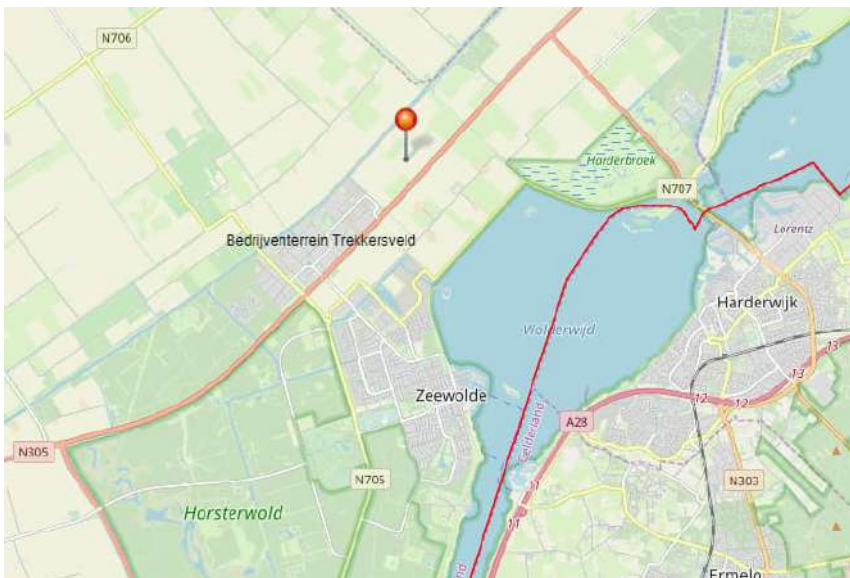 N706
Harderbroek
N707
Lorentz
Bedrijventerrein Trekkersveld
Harderwijk
Wolderwijd
13
13
Zeewolde
12
12
A28
Gelderland
N305
N705
11
N303
Horsterwold
11
land
Ermelo